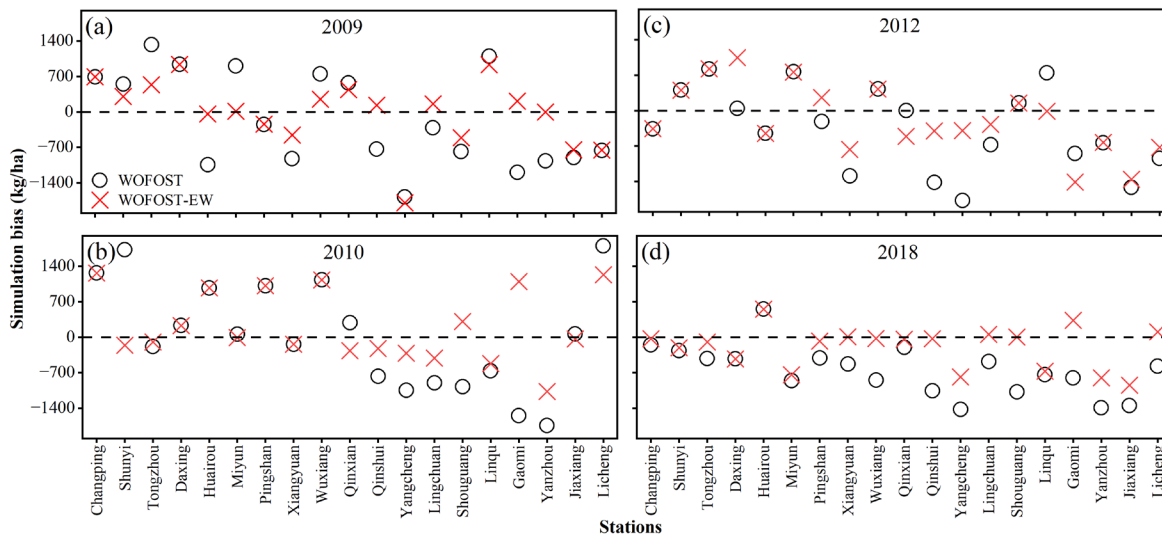 (a)
2009
1400
700
0
−700
−1400
WOFOST
WOFOST-EW
(c)
2012
(b)
2010
1400
700
0
−700
−1400
(d)
2018
Simulation bias (kg/ha)
Changping
Shunyi
Tongzhou
Daxing
Huairou
Miyun
Pingshan
Xiangyuan
Wuxiang
Qinxian
Qinshui
Yangcheng
Lingchuan
Shouguang
Linqu
Gaomi
Yanzhou
Jiaxiang
Licheng
Changping
Shunyi
Tongzhou
Daxing
Huairou
Miyun
Pingshan
Xiangyuan
Wuxiang
Qinxian
Qinshui
Yangcheng
Lingchuan
Shouguang
Linqu
Gaomi
Yanzhou
Jiaxiang
Licheng
Stations